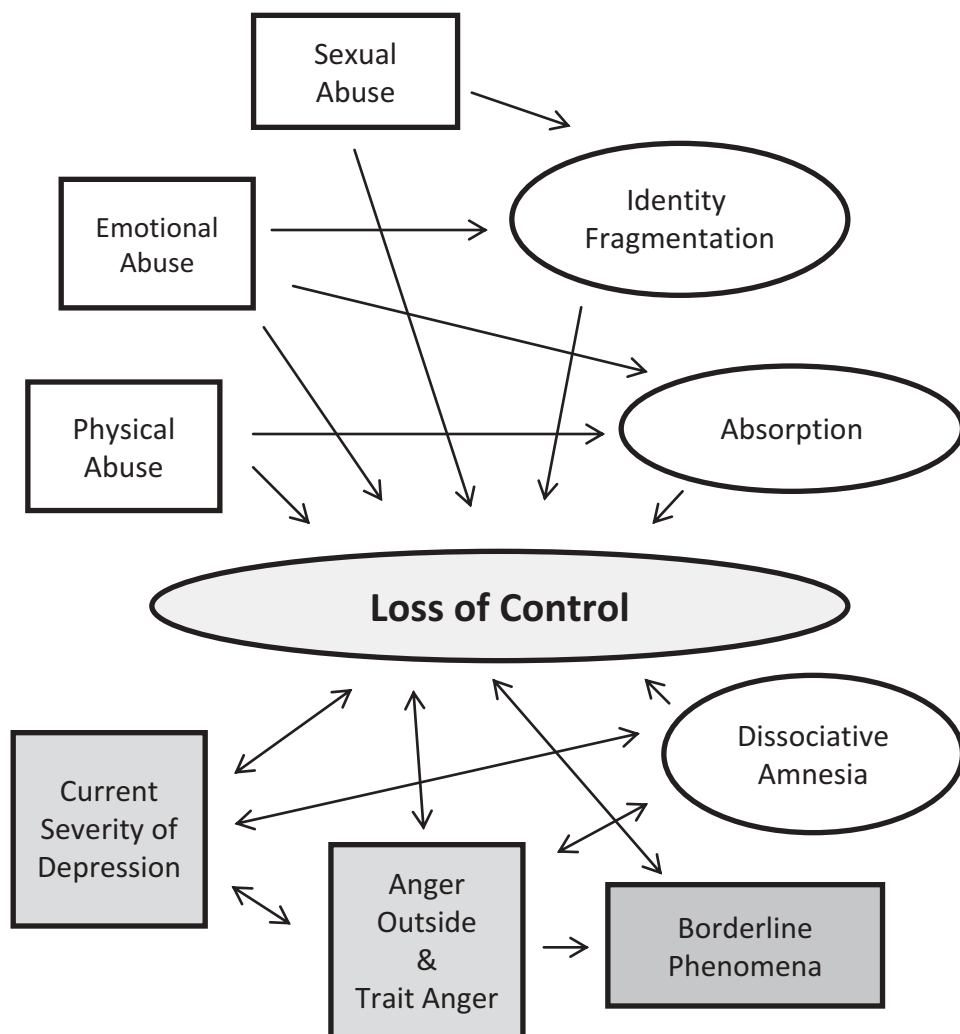 Sexual
Abuse
Identity
Fragmentation
Emotional
Abuse
Physical
Abuse
Absorption
Loss of Control
Dissociative
Amnesia
Current
Severity of
Depression
Anger
Outside
&
Trait Anger
Borderline
Phenomena